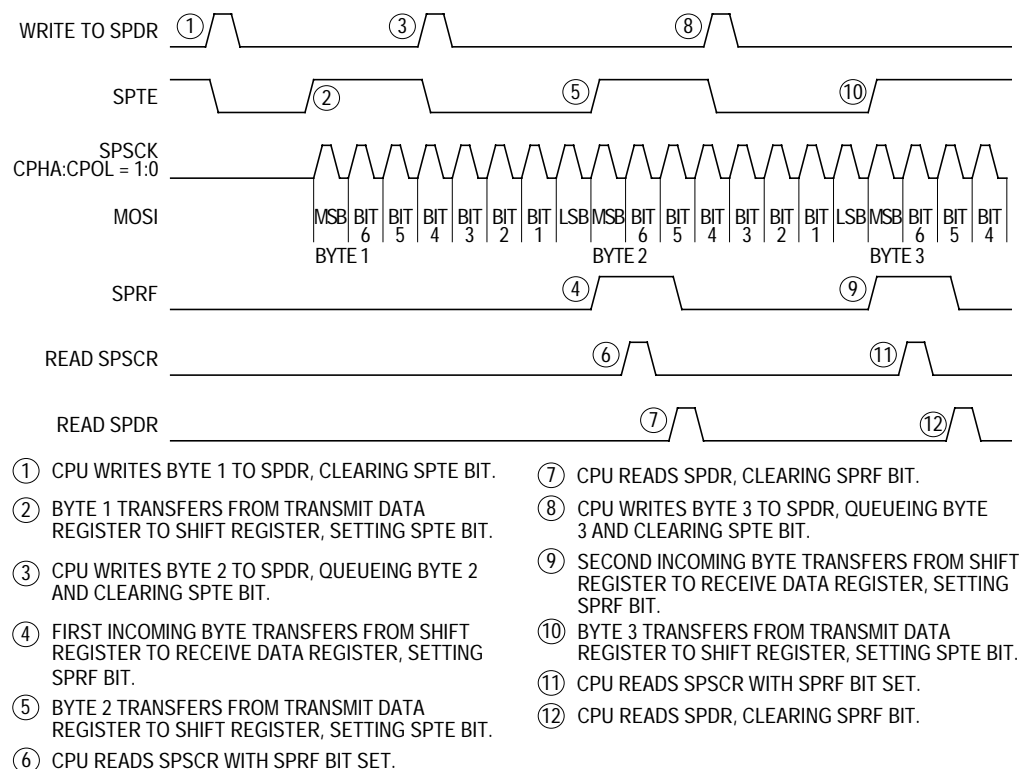 WRITE TO SPDR
1
3
8
SPTE
2
5
10
SPSCK
CPHA:CPOL = 1:0
MOSI
MSB BIT 6 BIT 5 BIT 4 BIT 3 BIT 2 BIT 1 LSB MSB BIT 6 BIT 5 BIT 4 BIT 3 BIT 2 BIT 1 LSB MSB BIT 6 BIT 5 BIT 4
BYTE 1 BYTE 2 BYTE 3
SPRF
4
9
READ SPSCR
6
11
READ SPDR
7
12
1 CPU WRITES BYTE 1 TO SPDR, CLEARING SPTE BIT.
2 BYTE 1 TRANSFERS FROM TRANSMIT DATA
REGISTER TO SHIFT REGISTER, SETTING SPTE BIT.
3 CPU WRITES BYTE 2 TO SPDR, QUEUEING BYTE 2
AND CLEARING SPTE BIT.
4 FIRST INCOMING BYTE TRANSFERS FROM SHIFT
REGISTER TO RECEIVE DATA REGISTER, SETTING
SPRF BIT.
5 BYTE 2 TRANSFERS FROM TRANSMIT DATA
REGISTER TO SHIFT REGISTER, SETTING SPTE BIT.
6 CPU READS SPSCR WITH SPRF BIT SET.
7 CPU READS SPDR, CLEARING SPRF BIT.
8 CPU WRITES BYTE 3 TO SPDR, QUEUEING BYTE
3 AND CLEARING SPTE BIT.
9 SECOND INCOMING BYTE TRANSFERS FROM SHIFT
REGISTER TO RECEIVE DATA REGISTER, SETTING
SPRF BIT.
10 BYTE 3 TRANSFERS FROM TRANSMIT DATA
REGISTER TO SHIFT REGISTER, SETTING SPTE BIT.
11 CPU READS SPSCR WITH SPRF BIT SET.
12 CPU READS SPDR, CLEARING SPRF BIT.